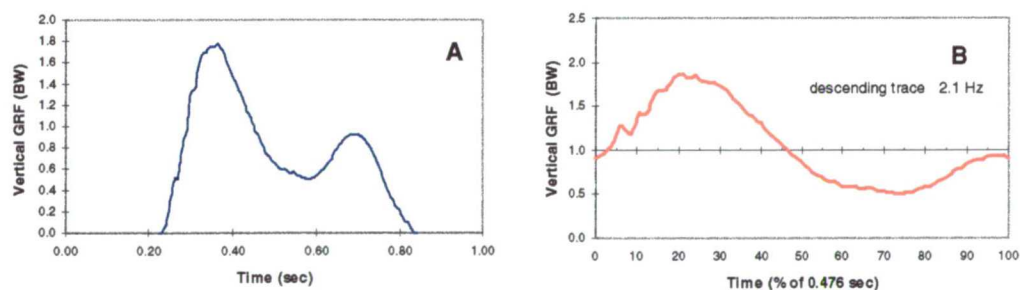 A
Vertical GRF (BW)
2.0
1.8
1.6
1.4
1.2
1.0
0.8
0.6
0.4
0.2
0.0
0.00 0.20 0.40 0.60 0.80 1.00
Time (sec)
B
descending trace 2.1 Hz
Vertical GRF (BW)
2.5
2.0
1.5
1.0
0.5
0.0
0 10 20 30 40 50 60 70 80 90 100
Time (% of 0.476 sec)